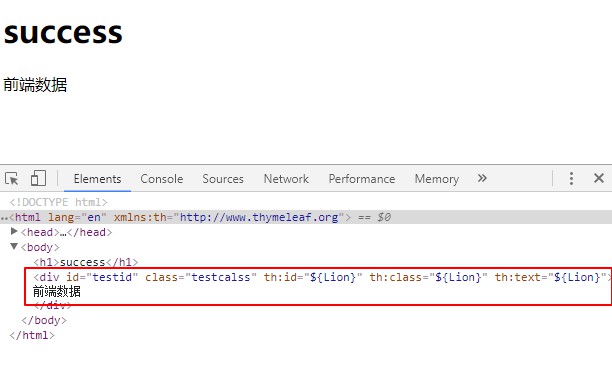 success
前端数据
Elements Console Sources Network Performance Memory »
<!DOCTYPE html>
••<html lang="en" xmlns:th="http://www.thymeleaf.org"> == $0
▶<head>…</head>
▼<body>
<h1>success</h1>
<div id="testid" class="testcalss" th:id="${Lion}" th:class="${Lion}" th:text="${Lion}">
前端数据
</div>
</body>
</html>